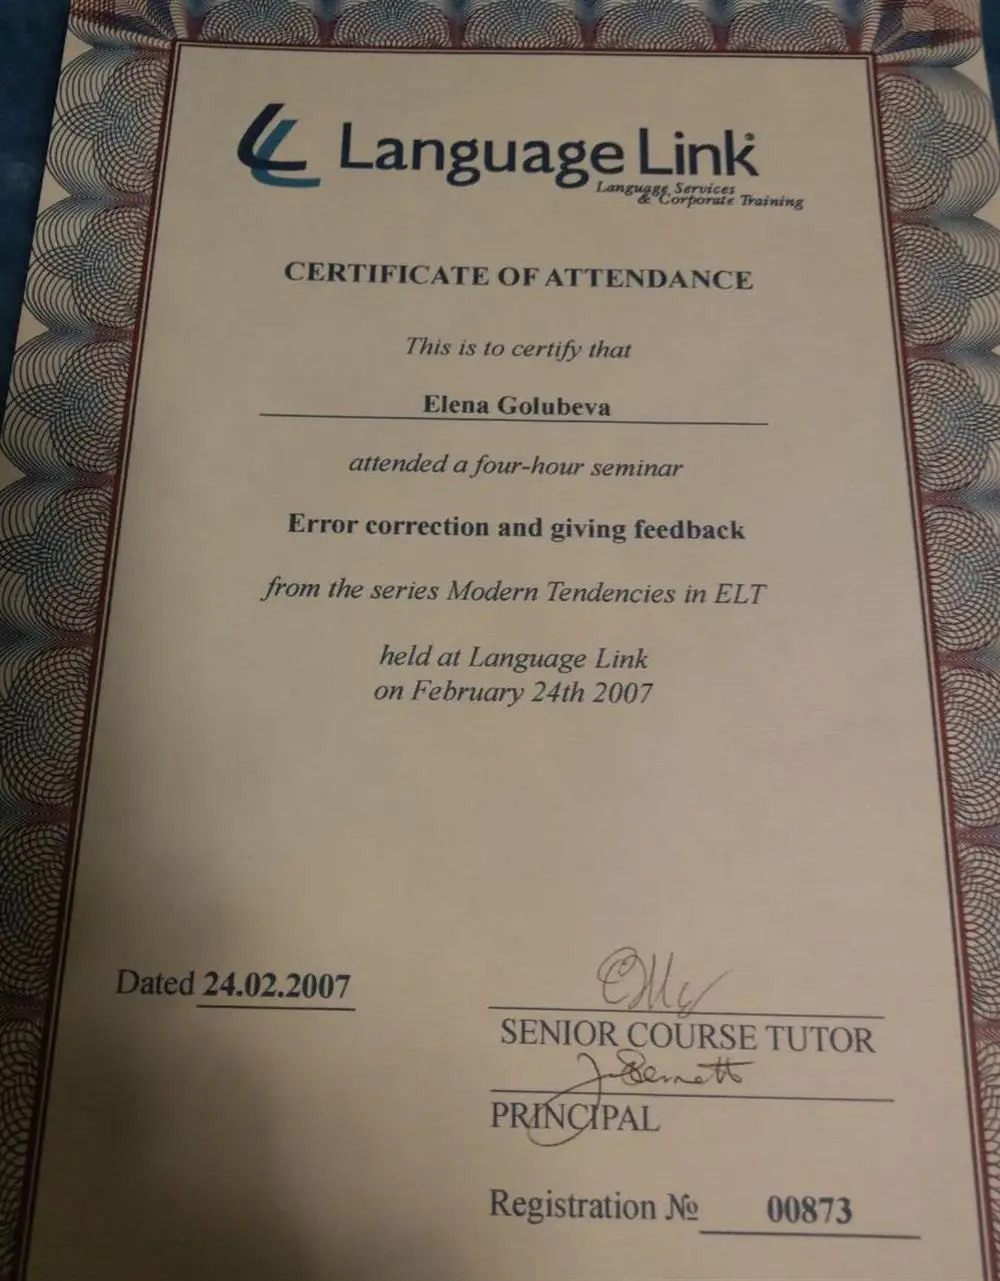 Language Link®
Language Services
& Corporate Training
CERTIFICATE OF ATTENDANCE
This is to certify that
Elena Golubeva
attended a four-hour seminar
Error correction and giving feedback
from the series Modern Tendencies in ELT
held at Language Link
on February 24th 2007
Dated 24.02.2007
SENIOR COURSE TUTOR
PRINCIPAL
Registration № 00873